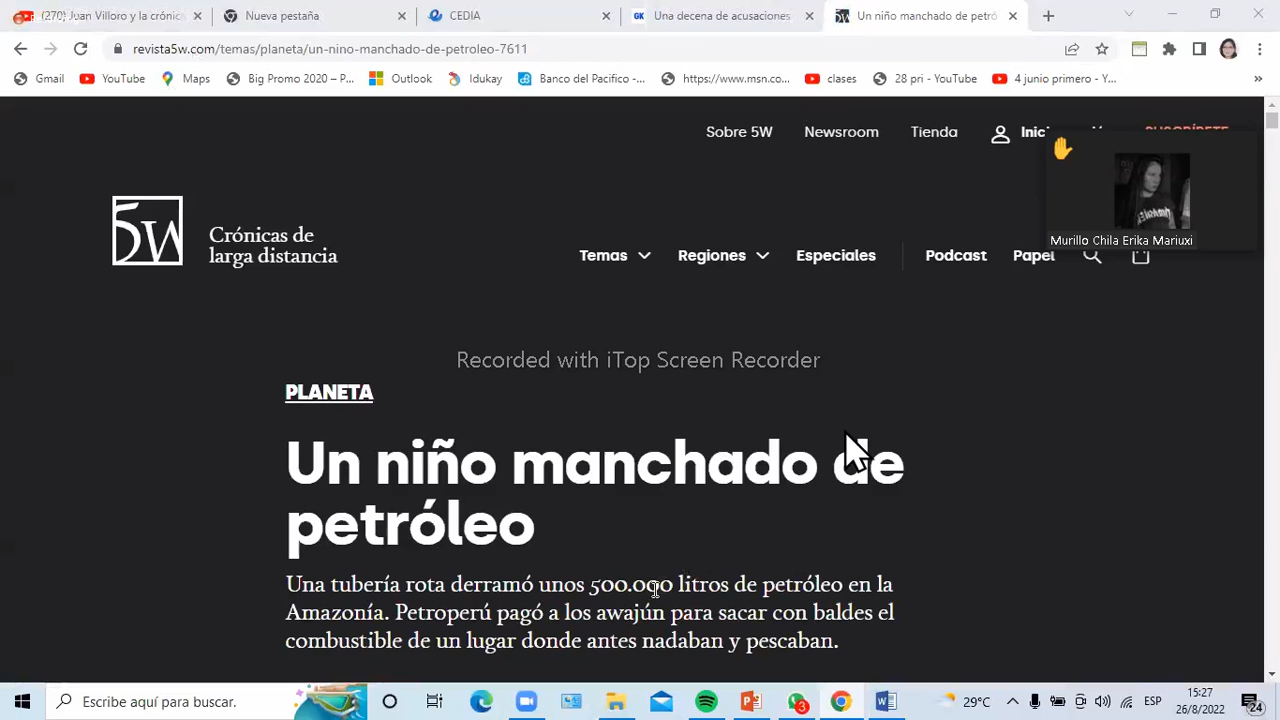 (270) Juan Villoro y la crónic
Nueva pestaña
CEDIA
GK Una decena de acusaciones
Un niño manchado de petró
revista5w.com/temas/planeta/un-nino-manchado-de-petroleo-7611
Gmail YouTube Maps Big Promo 2020 – P... Outlook Idukay Banco del Pacifico -... https://www.msn.co... clases 28 pri - YouTube 4 junio primero - Y...
Sobre 5W Newsroom Tienda
SUSCRÍBETE
Murillo Chila Erika Mariuxi
5W
Crónicas de
larga distancia
Temas Regiones Especiales Podcast Papel
Recorded with iTop Screen Recorder
PLANETA
Un niño manchado de
petróleo
Una tubería rota derramó unos 500.000 litros de petróleo en la
Amazonía. Petroperú pagó a los awajún para sacar con baldes el
combustible de un lugar donde antes nadaban y pescaban.
Escribe aquí para buscar.
3
29°C
ESP
15:27
26/8/2022
24